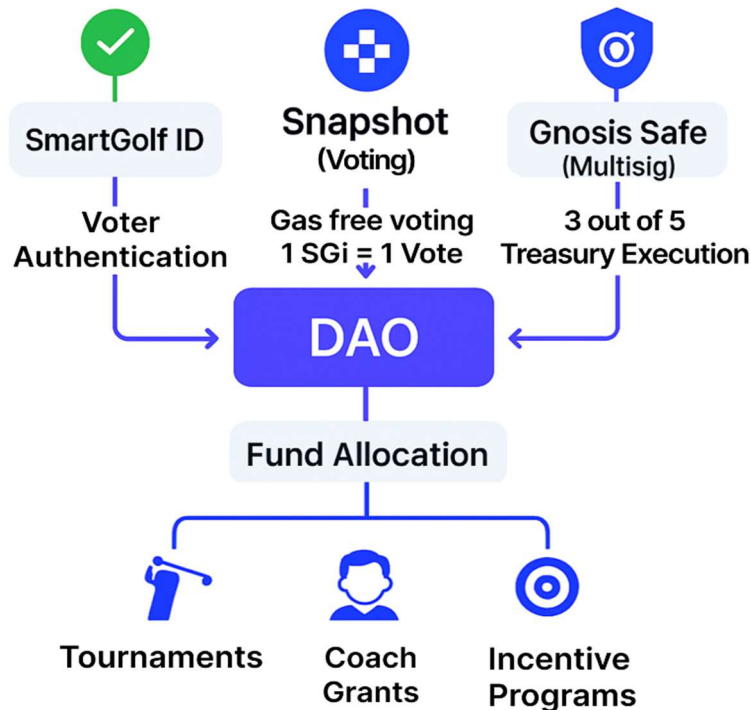 SmartGolf ID
Snapshot
(Voting)
Gnosis Safe
(Multisig)
Voter
Authentication
Gas free voting
1 SGi = 1 Vote
3 out of 5
Treasury Execution
DAO
Fund Allocation
Tournaments
Coach
Grants
Incentive
Programs